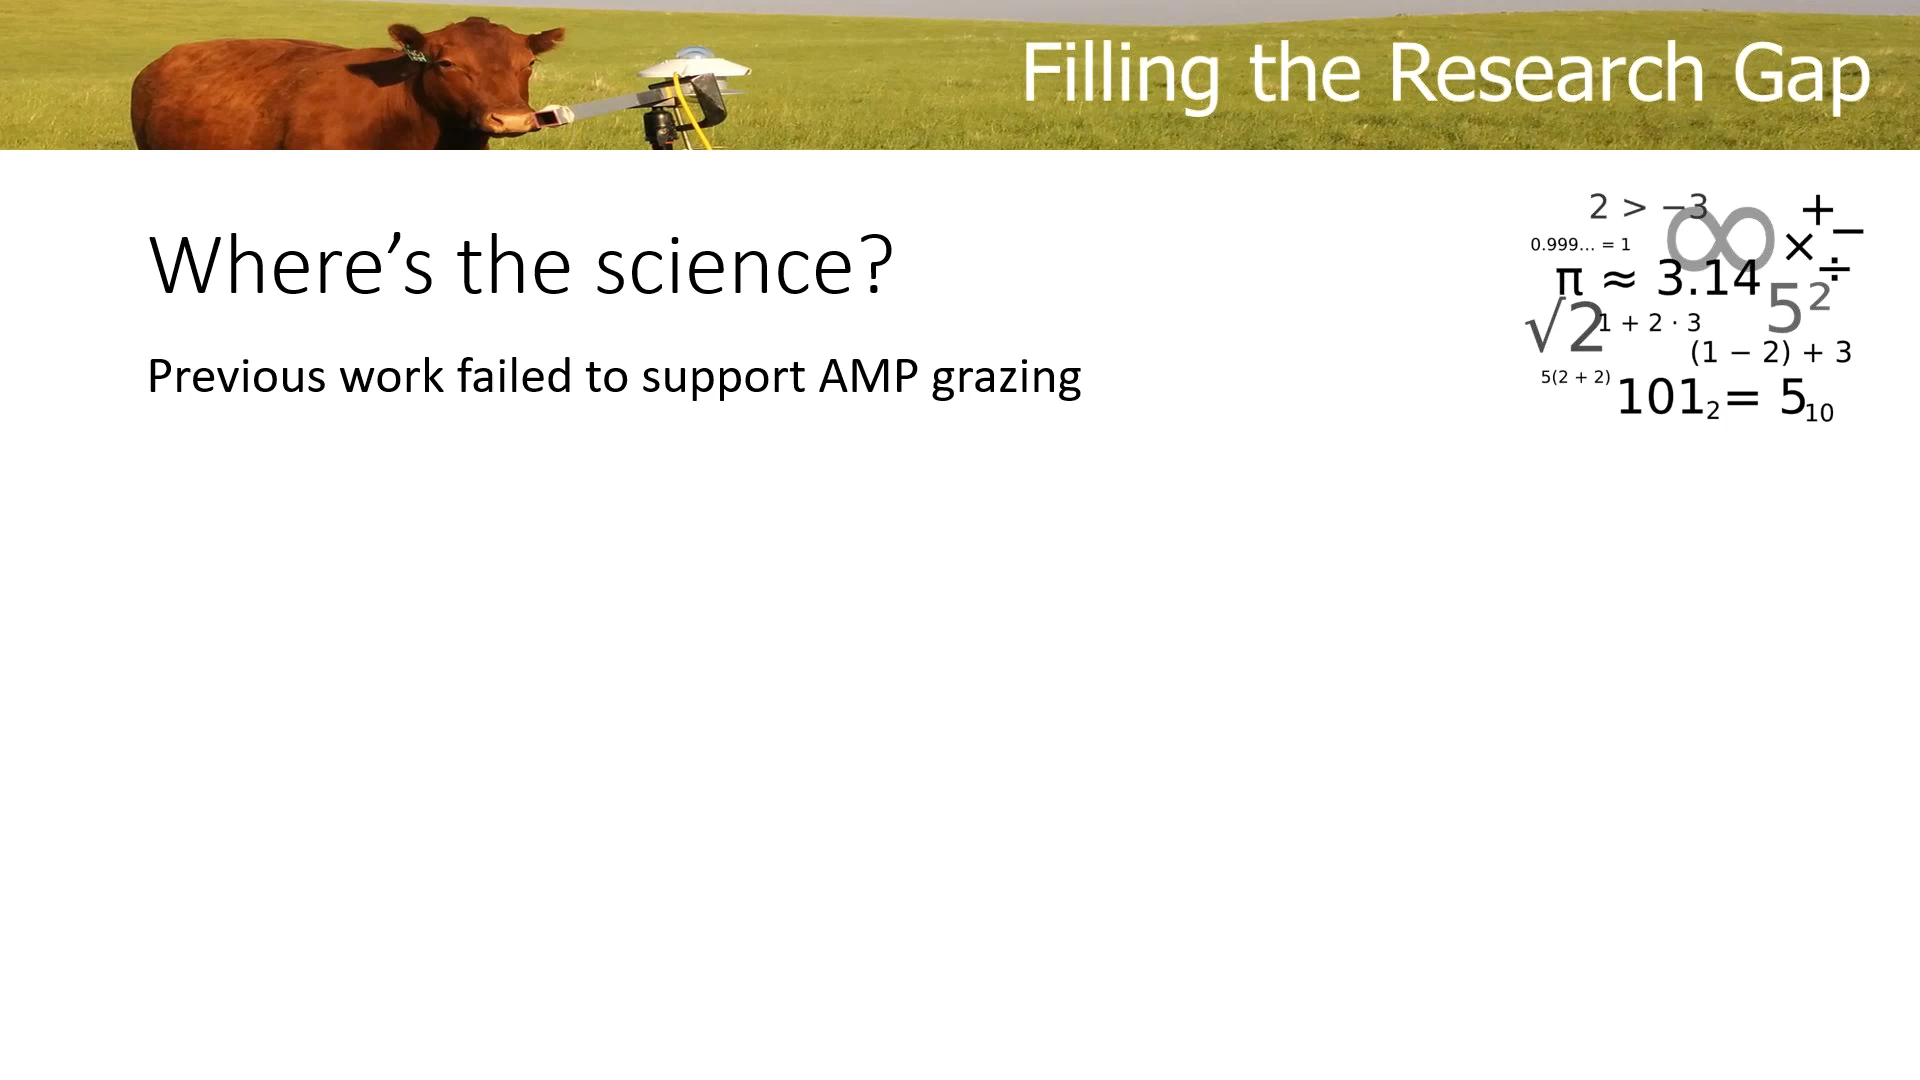 Filling the Research Gap
Where’s the science?
Previous work failed to support AMP grazing
2 > −3
∞
+
−
×
÷
0.999... = 1
π ≈ 3.14
5²
√2
1 + 2 · 3
(1 − 2) + 3
5(2 + 2)
101₂ = 5₁₀